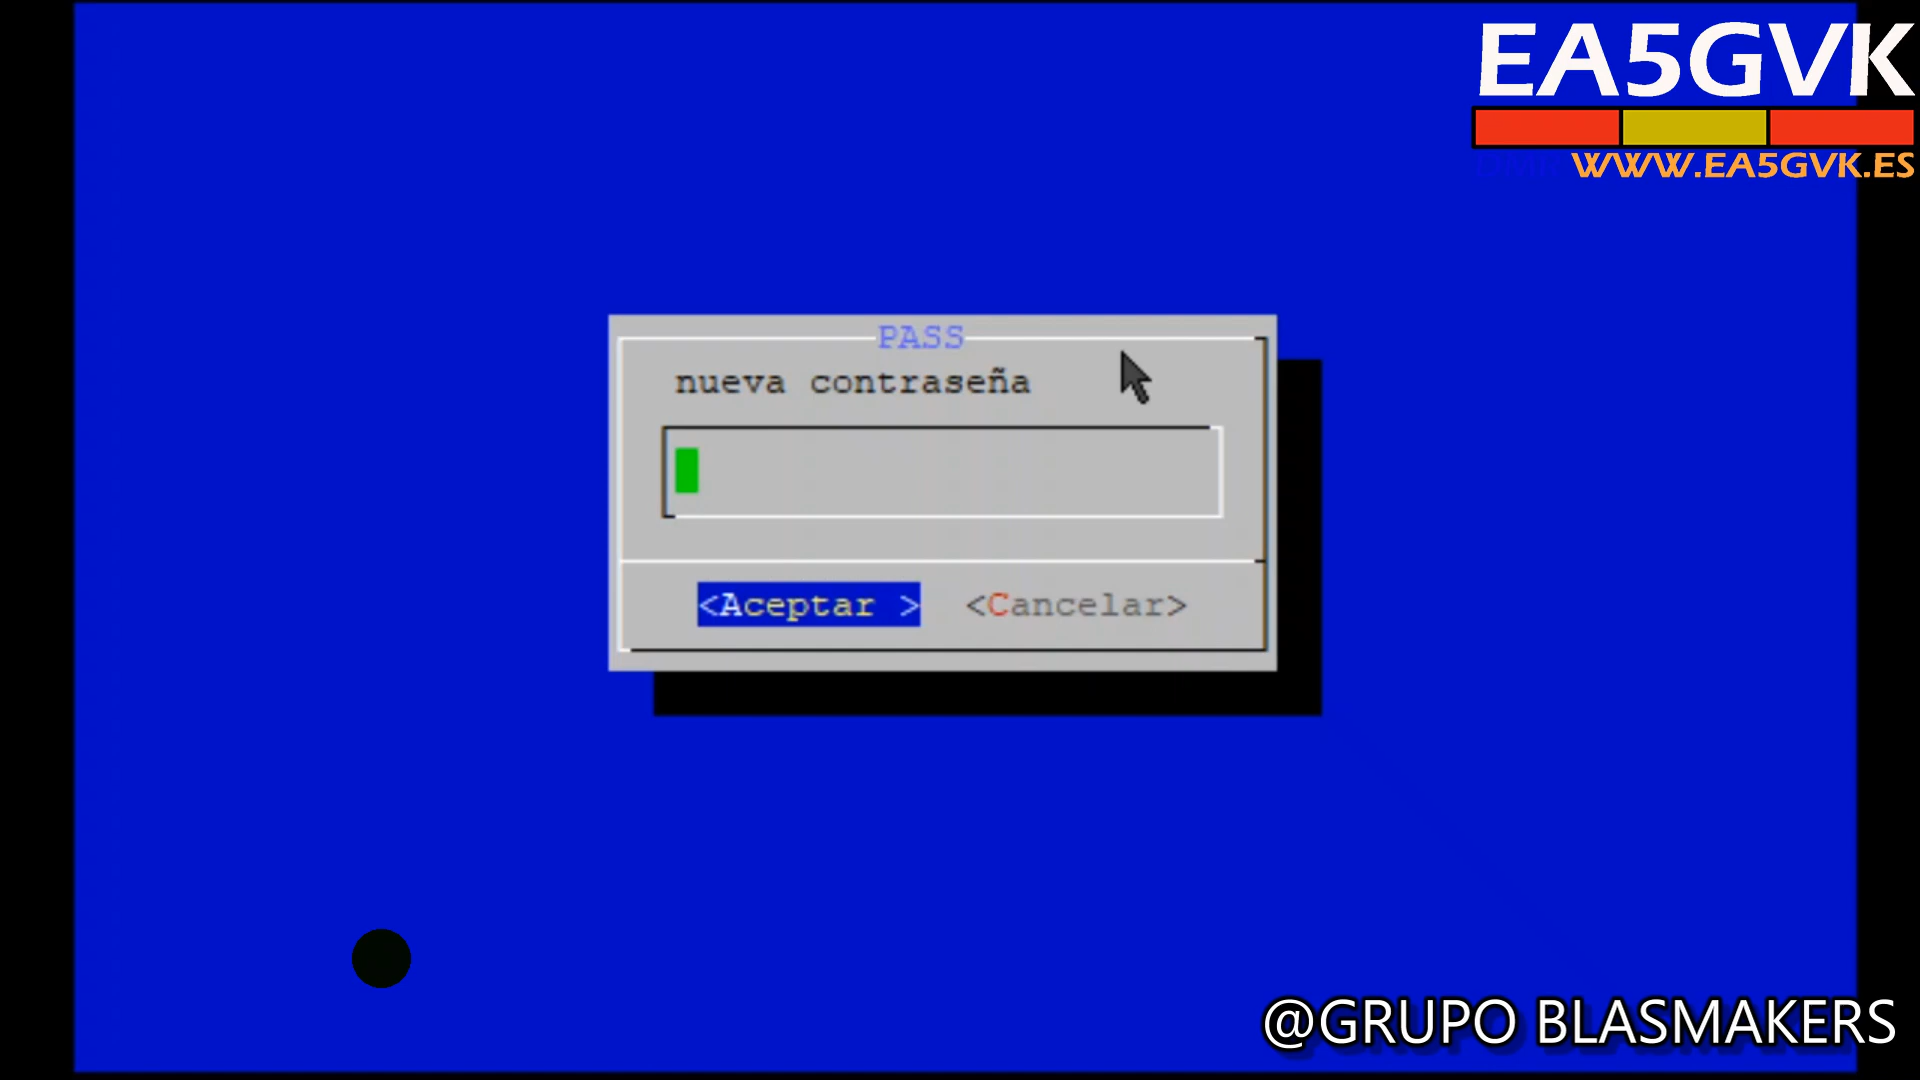 EA5GVK
WWW.EA5GVK.ES
PASS
nueva contraseña
<Aceptar > <Cancelar>
@GRUPO BLASMAKERS